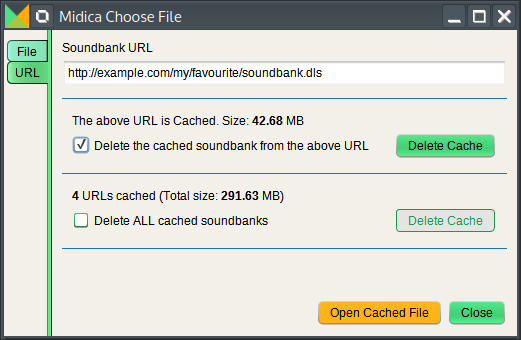 Midica Choose File
File
URL
Soundbank URL
http://example.com/my/favourite/soundbank.dls
The above URL is Cached. Size: 42.68 MB
Delete the cached soundbank from the above URL
Delete Cache
4 URLs cached (Total size: 291.63 MB)
Delete ALL cached soundbanks
Delete Cache
Open Cached File
Close